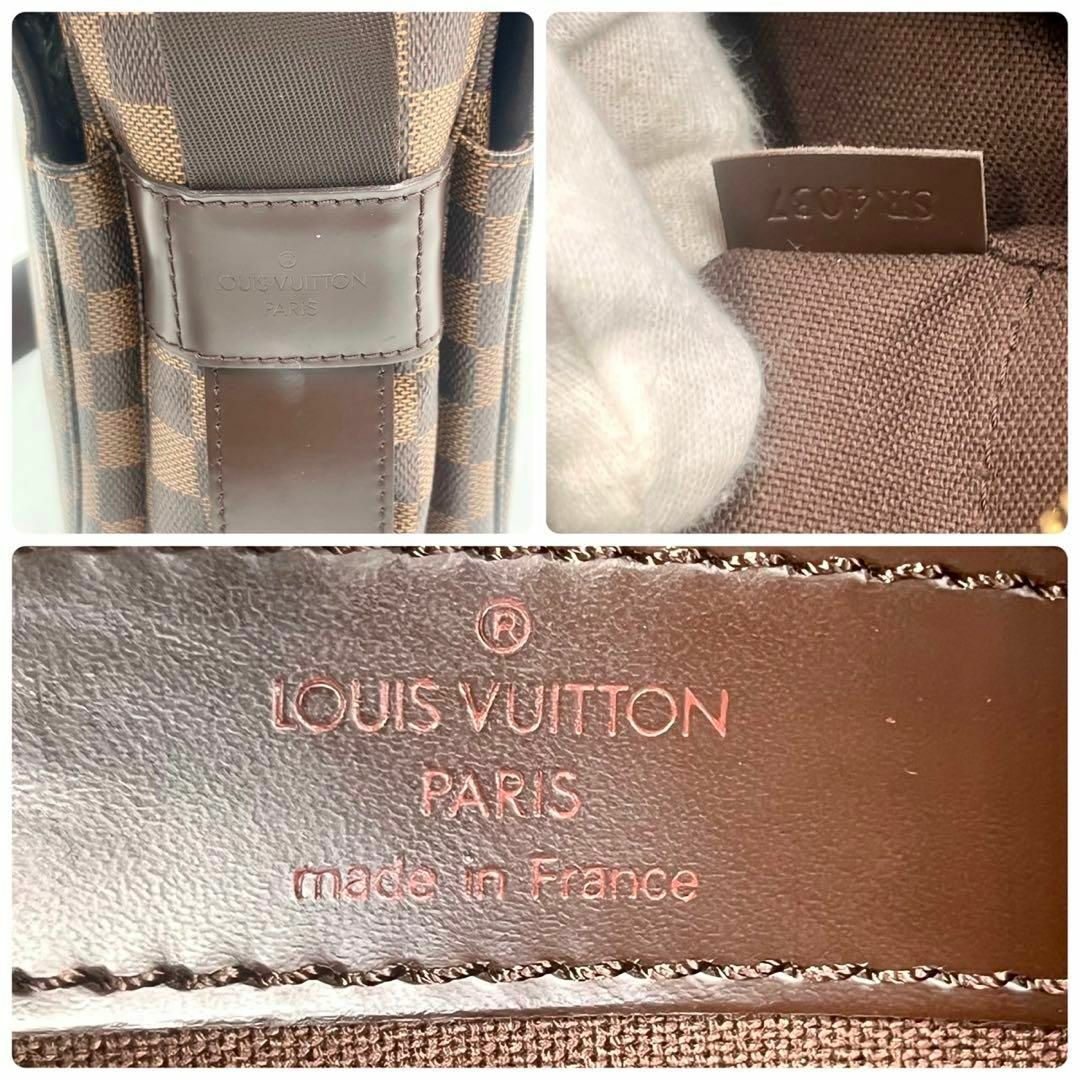 ®
LOUIS VUITTON
PARIS
SR4037
®
LOUIS VUITTON
PARIS
made in France